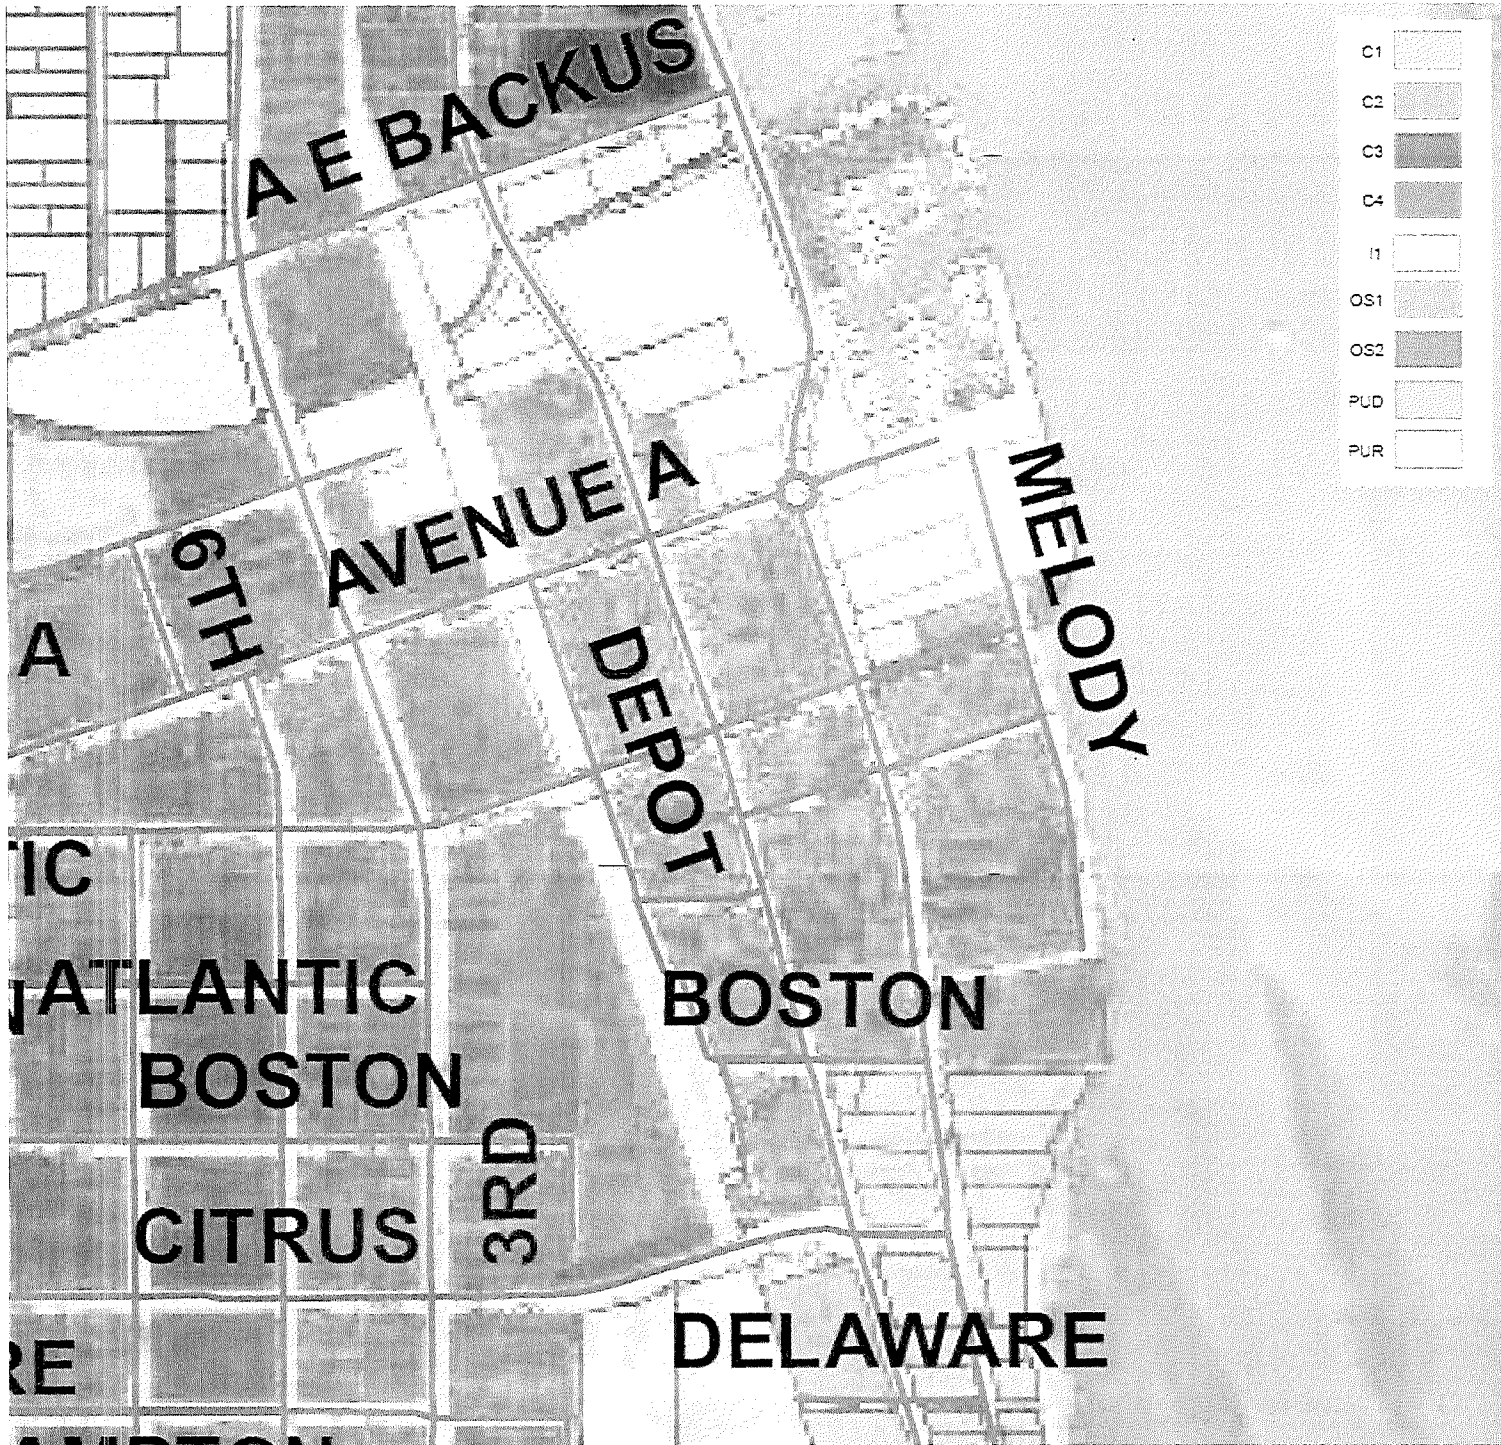 A E BACKUS
C1
C2
C3
C4
I1
OS1
OS2
PUD
PUR
AVENUE A
MELODY
6TH
A
DEPOT
TIC
ATLANTIC
N
BOSTON
BOSTON
3RD
CITRUS
DELAWARE
RE